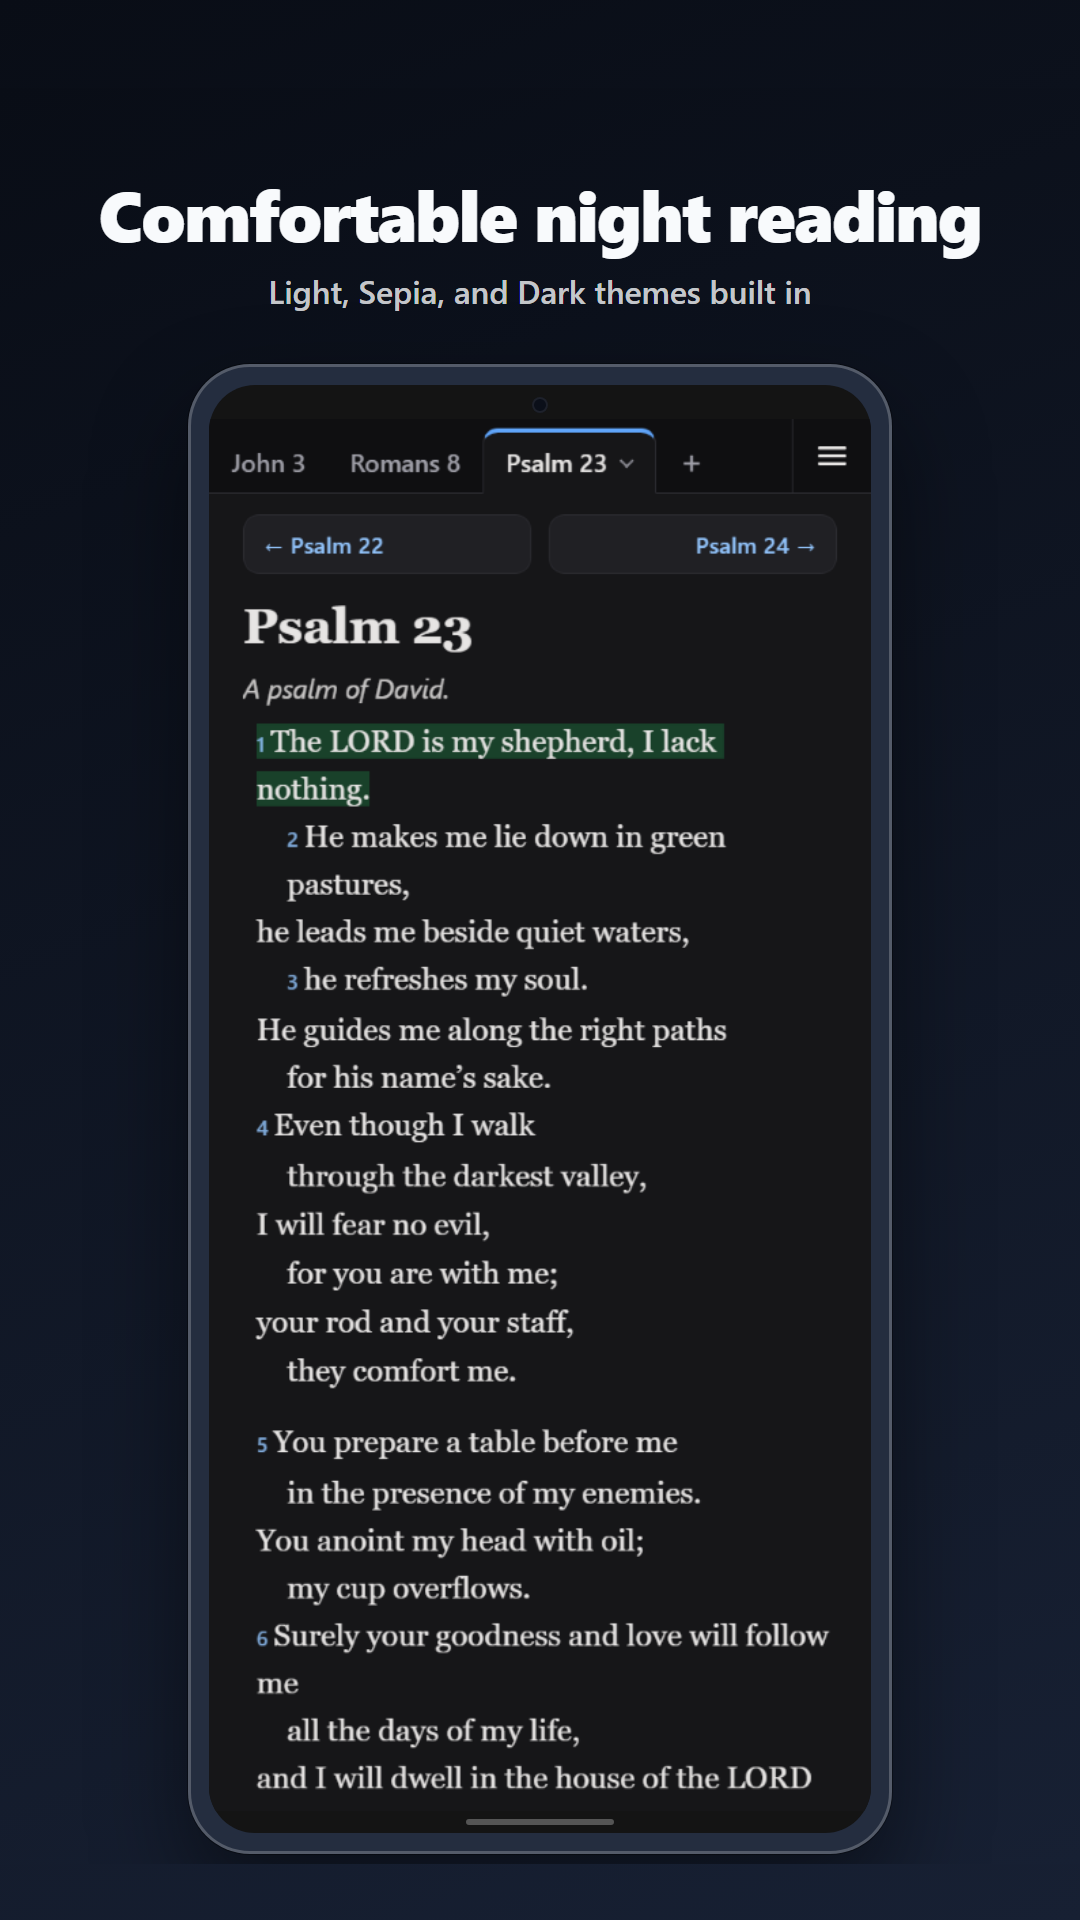 Comfortable night reading
Light, Sepia, and Dark themes built in
John 3 Romans 8 Psalm 23 +
← Psalm 22 Psalm 24 →
Psalm 23
A psalm of David.
1 The LORD is my shepherd, I lack
nothing.
2 He makes me lie down in green
pastures,
he leads me beside quiet waters,
3 he refreshes my soul.
He guides me along the right paths
for his name’s sake.
4 Even though I walk
through the darkest valley,
I will fear no evil,
for you are with me;
your rod and your staff,
they comfort me.
5 You prepare a table before me
in the presence of my enemies.
You anoint my head with oil;
my cup overflows.
6 Surely your goodness and love will follow
me
all the days of my life,
and I will dwell in the house of the LORD